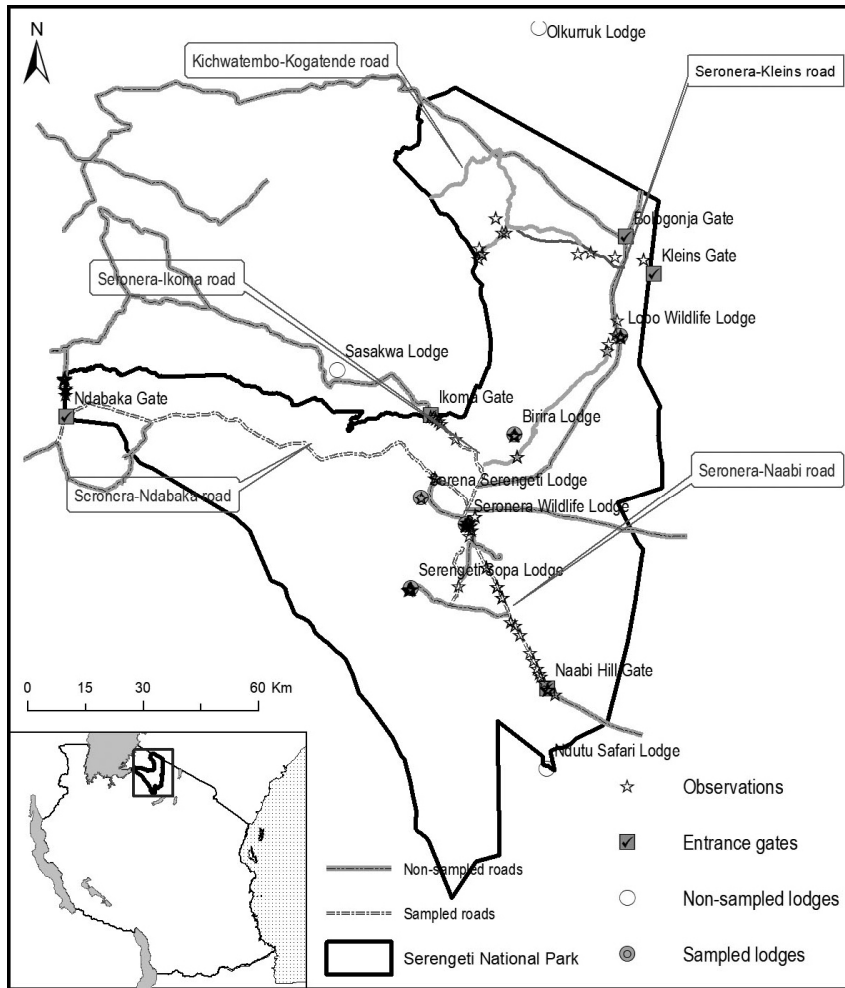 N
Olkurruk Lodge
Kichwatembo-Kogatende road
Seronera-Kleins road
Bologonja Gate
Kleins Gate
Seronera-Ikoma road
Lobo Wildlife Lodge
Sasakwa Lodge
Ndabaka Gate
Ikoma Gate
Birira Lodge
Seronera-Naabi road
Serena Serengeti Lodge
Seronera-Ndabaka road
Seronera Wildlife Lodge
Serengeti Sopa Lodge
Naabi Hill Gate
0 15 30 60 Km
Ndutu Safari Lodge
Observations
Entrance gates
Non-sampled roads
Non-sampled lodges
Sampled roads
Serengeti National Park
Sampled lodges